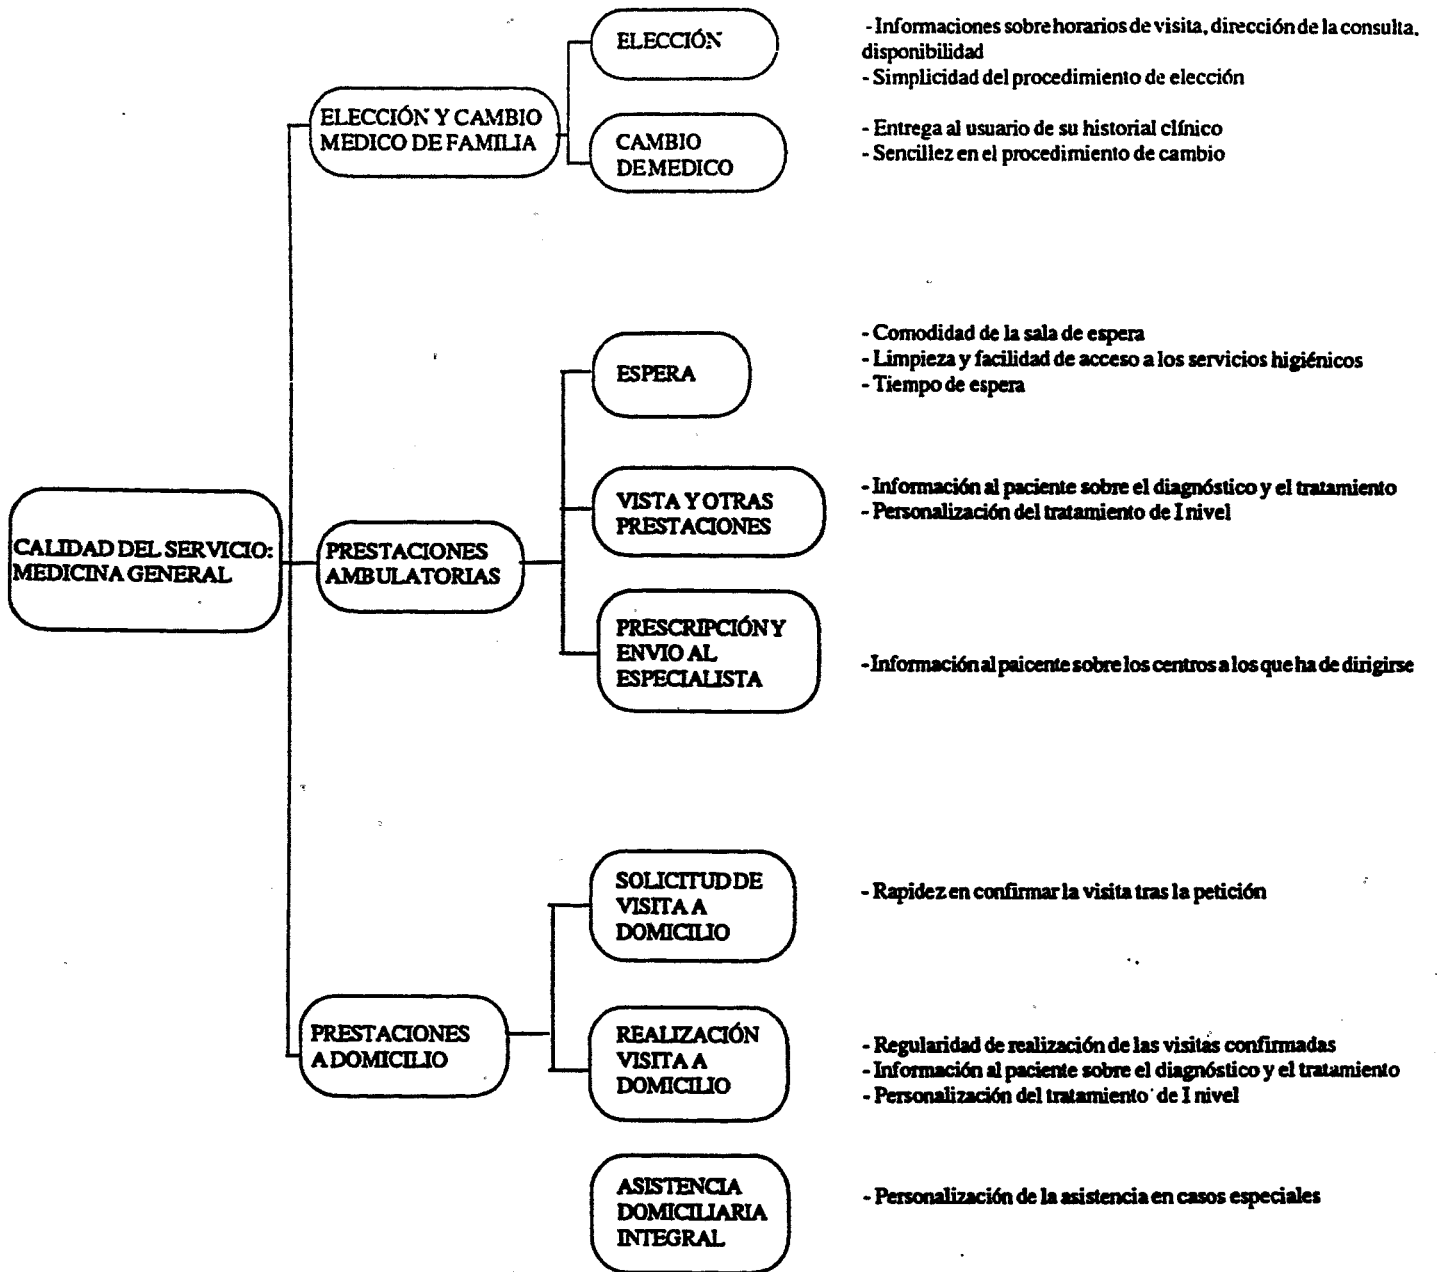 ELECCIÓN
- Informaciones sobre horarios de visita, dirección de la consulta,
disponibilidad
- Simplicidad del procedimiento de elección
ELECCIÓN Y CAMBIO
MEDICO DE FAMILIA
CAMBIO
DE MEDICO
- Entrega al usuario de su historial clínico
- Sencillez en el procedimiento de cambio
ESPERA
- Comodidad de la sala de espera
- Limpieza y facilidad de acceso a los servicios higiénicos
- Tiempo de espera
VISTA Y OTRAS
PRESTACIONES
- Información al paciente sobre el diagnóstico y el tratamiento
- Personalización del tratamiento de I nivel
CALIDAD DEL SERVICIO:
MEDICINA GENERAL
PRESTACIONES
AMBULATORIAS
PRESCRIPCIÓN Y
ENVIO AL
ESPECIALISTA
- Información al paicente sobre los centros a los que ha de dirigirse
SOLICITUD DE
VISITA A
DOMICILIO
- Rapidez en confirmar la visita tras la petición
PRESTACIONES
A DOMICILIO
REALIZACIÓN
VISITA A
DOMICILIO
- Regularidad de realización de las visitas confirmadas
- Información al paciente sobre el diagnóstico y el tratamiento
- Personalización del tratamiento de I nivel
ASISTENCIA
DOMICILIARIA
INTEGRAL
- Personalización de la asistencia en casos especiales